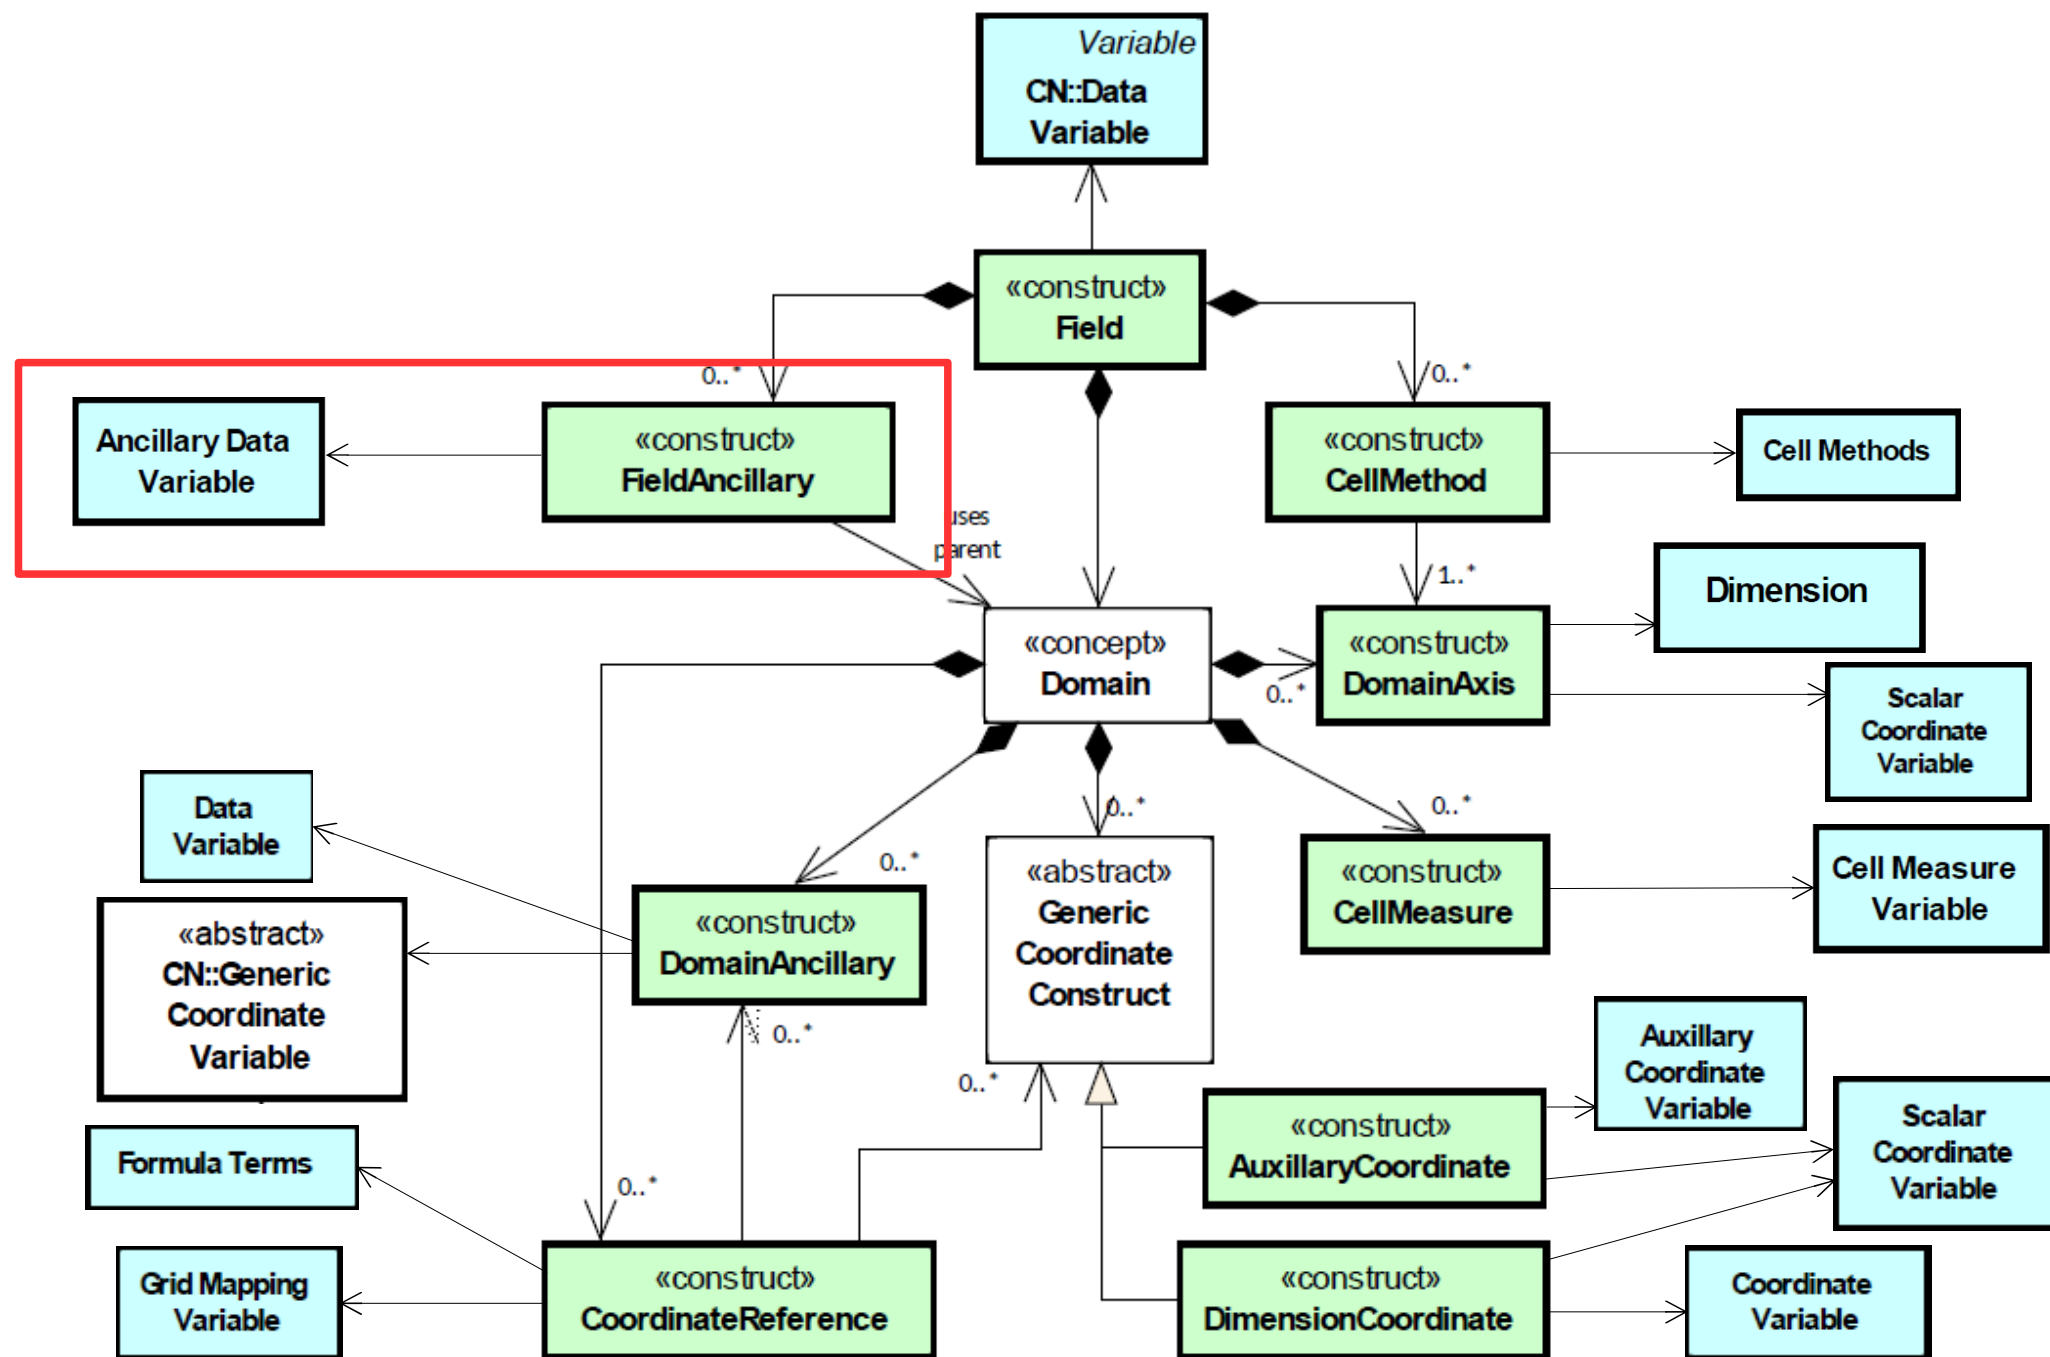 Variable
CN::Data
Variable
«construct»
Field
0..*
0..*
Ancillary Data
Variable
«construct»
FieldAncillary
«construct»
CellMethod
Cell Methods
uses
parent
1..*
Dimension
«concept»
Domain
0..*
«construct»
DomainAxis
Scalar
Coordinate
Variable
Data
Variable
0..*
0..*
0..*
«abstract»
Generic
Coordinate
Construct
«construct»
CellMeasure
Cell Measure
Variable
«abstract»
CN::Generic
Coordinate
Variable
«construct»
DomainAncillary
0..*
0..*
Auxillary
Coordinate
Variable
Formula Terms
«construct»
AuxillaryCoordinate
Scalar
Coordinate
Variable
0..*
Grid Mapping
Variable
«construct»
CoordinateReference
«construct»
DimensionCoordinate
Coordinate
Variable